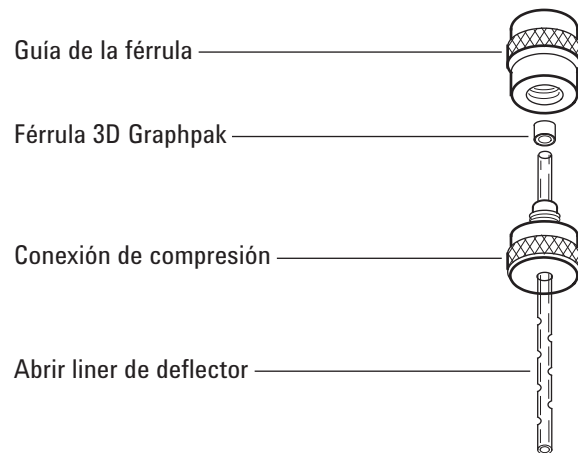 Guía de la férrula
Férrula 3D Graphpak
Conexión de compresión
Abrir liner de deflector